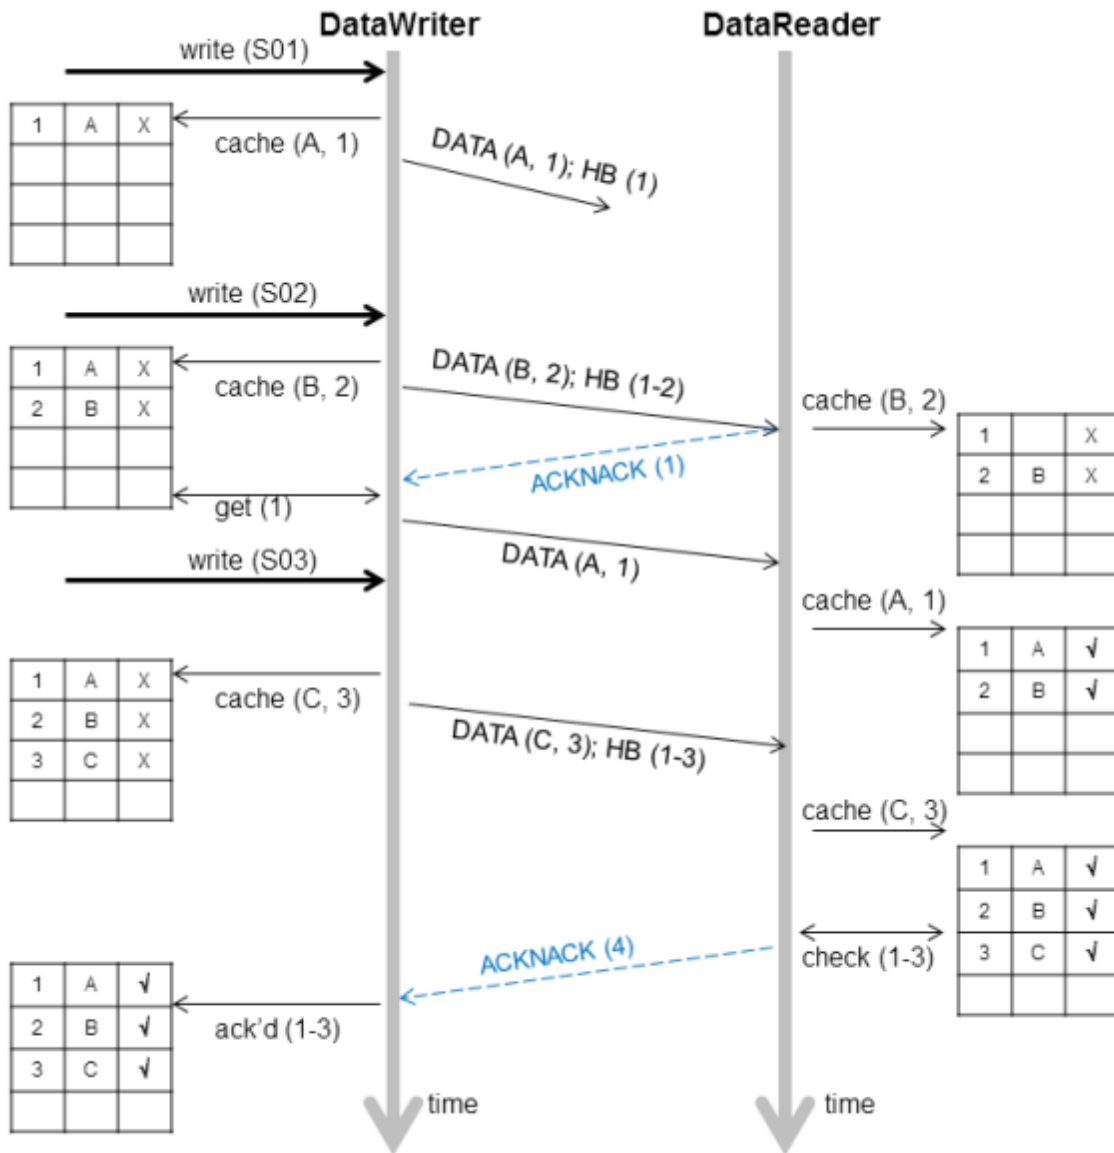 DataWriter DataReader
write (S01)
1 A X
cache (A, 1)
DATA (A, 1); HB (1)
write (S02)
1 A X
2 B X
cache (B, 2)
DATA (B, 2); HB (1-2)
cache (B, 2)
1 X
2 B X
ACKNACK (1)
get (1)
DATA (A, 1)
write (S03)
cache (A, 1)
1 A √
2 B √
1 A X
2 B X
3 C X
cache (C, 3)
DATA (C, 3); HB (1-3)
cache (C, 3)
1 A √
2 B √
3 C √
check (1-3)
ACKNACK (4)
1 A √
2 B √
3 C √
ack'd (1-3)
time time